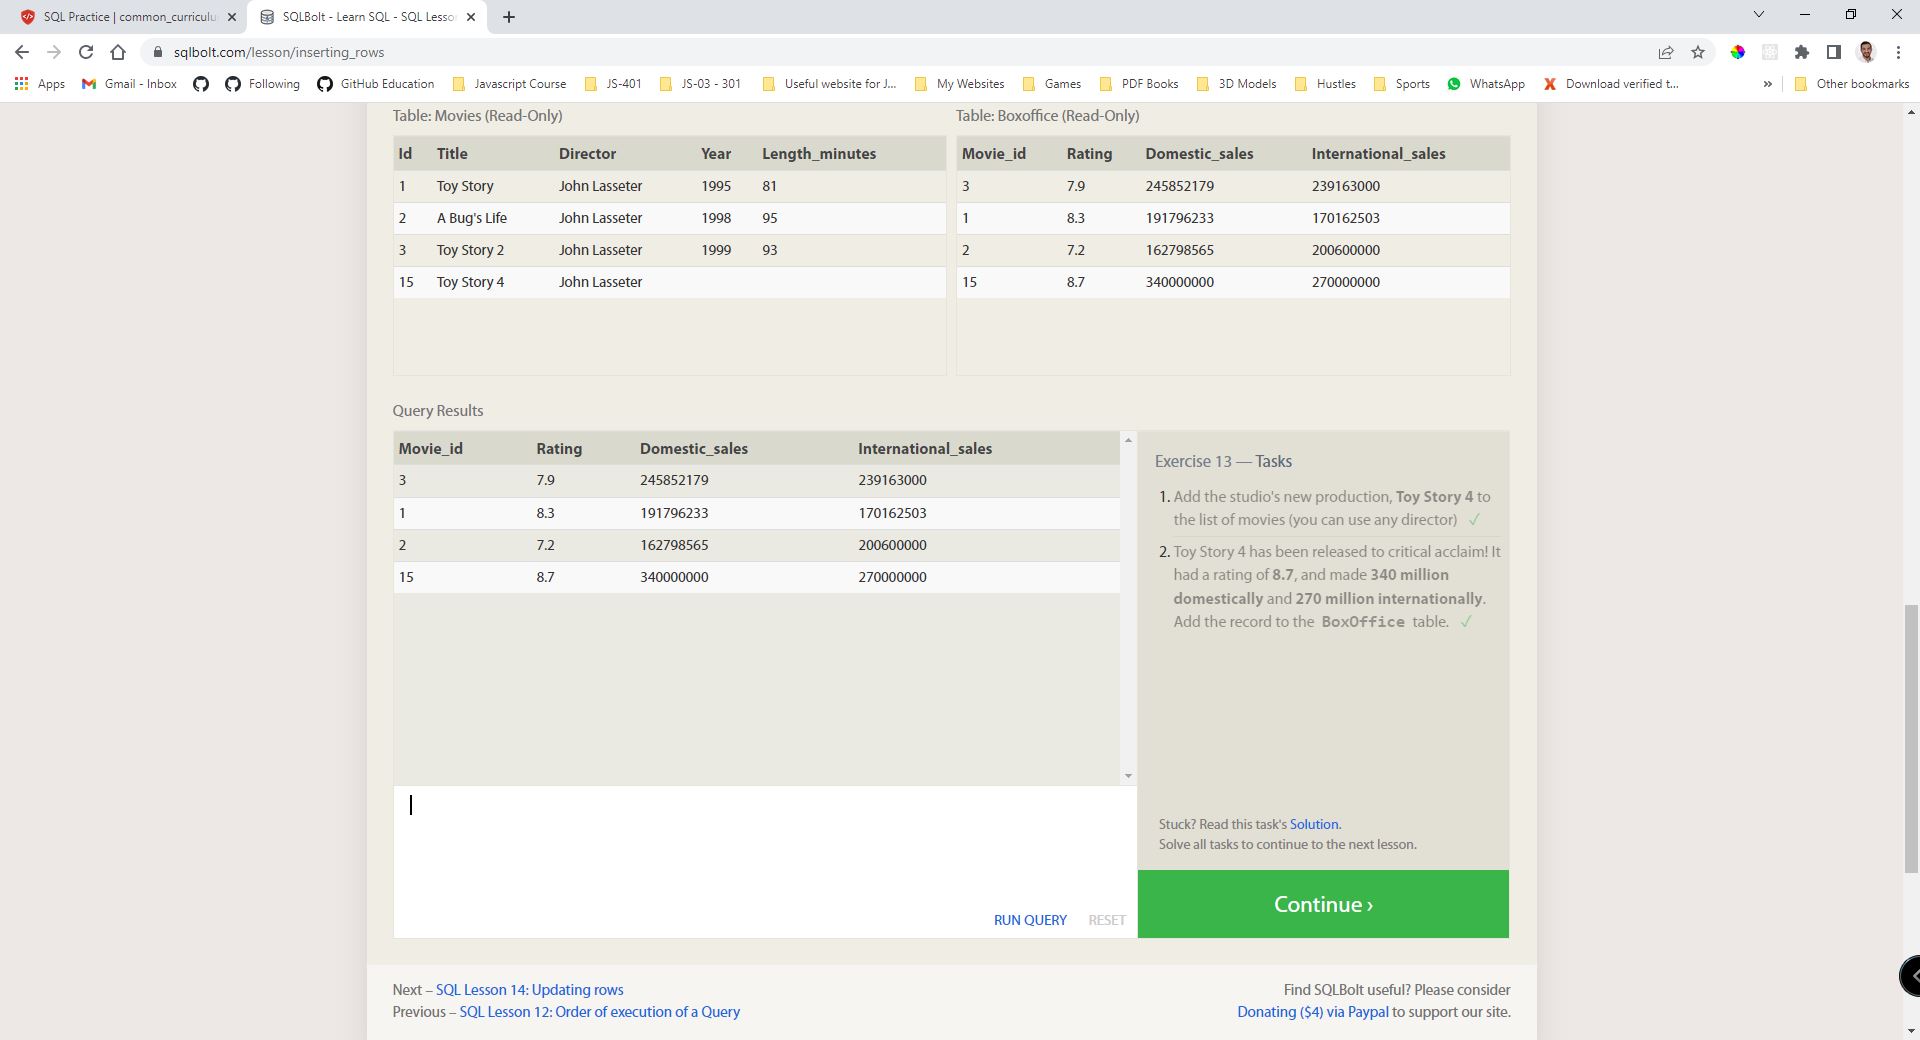 SQL Practice | common_curriculu
SQLBolt - Learn SQL - SQL Lesso
sqlbolt.com/lesson/inserting_rows
Apps Gmail - Inbox Following GitHub Education Javascript Course JS-401 JS-03 - 301 Useful website for J... My Websites Games PDF Books 3D Models Hustles Sports WhatsApp Download verified t... » Other bookmarks
Table: Movies (Read-Only) Table: Boxoffice (Read-Only)
Id Title Director Year Length_minutes
1 Toy Story John Lasseter 1995 81
2 A Bug's Life John Lasseter 1998 95
3 Toy Story 2 John Lasseter 1999 93
15 Toy Story 4 John Lasseter
Movie_id Rating Domestic_sales International_sales
3 7.9 245852179 239163000
1 8.3 191796233 170162503
2 7.2 162798565 200600000
15 8.7 340000000 270000000
Query Results
Movie_id Rating Domestic_sales International_sales
3 7.9 245852179 239163000
1 8.3 191796233 170162503
2 7.2 162798565 200600000
15 8.7 340000000 270000000
Exercise 13 — Tasks
1. Add the studio's new production, Toy Story 4 to
the list of movies (you can use any director) ✓
2. Toy Story 4 has been released to critical acclaim! It
had a rating of 8.7, and made 340 million
domestically and 270 million internationally.
Add the record to the BoxOffice table. ✓
Stuck? Read this task's Solution.
Solve all tasks to continue to the next lesson.
RUN QUERY RESET
Continue ›
Next – SQL Lesson 14: Updating rows
Previous – SQL Lesson 12: Order of execution of a Query
Find SQLBolt useful? Please consider
Donating ($4) via Paypal to support our site.